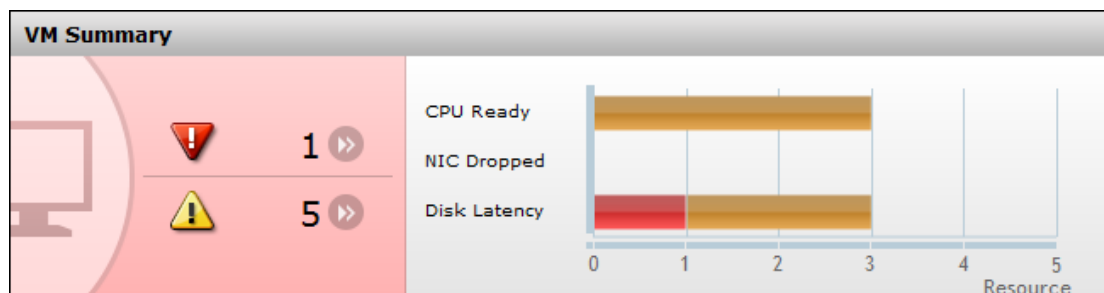 VM Summary
1
5
CPU Ready
NIC Dropped
Disk Latency
0 1 2 3 4 5
Resource